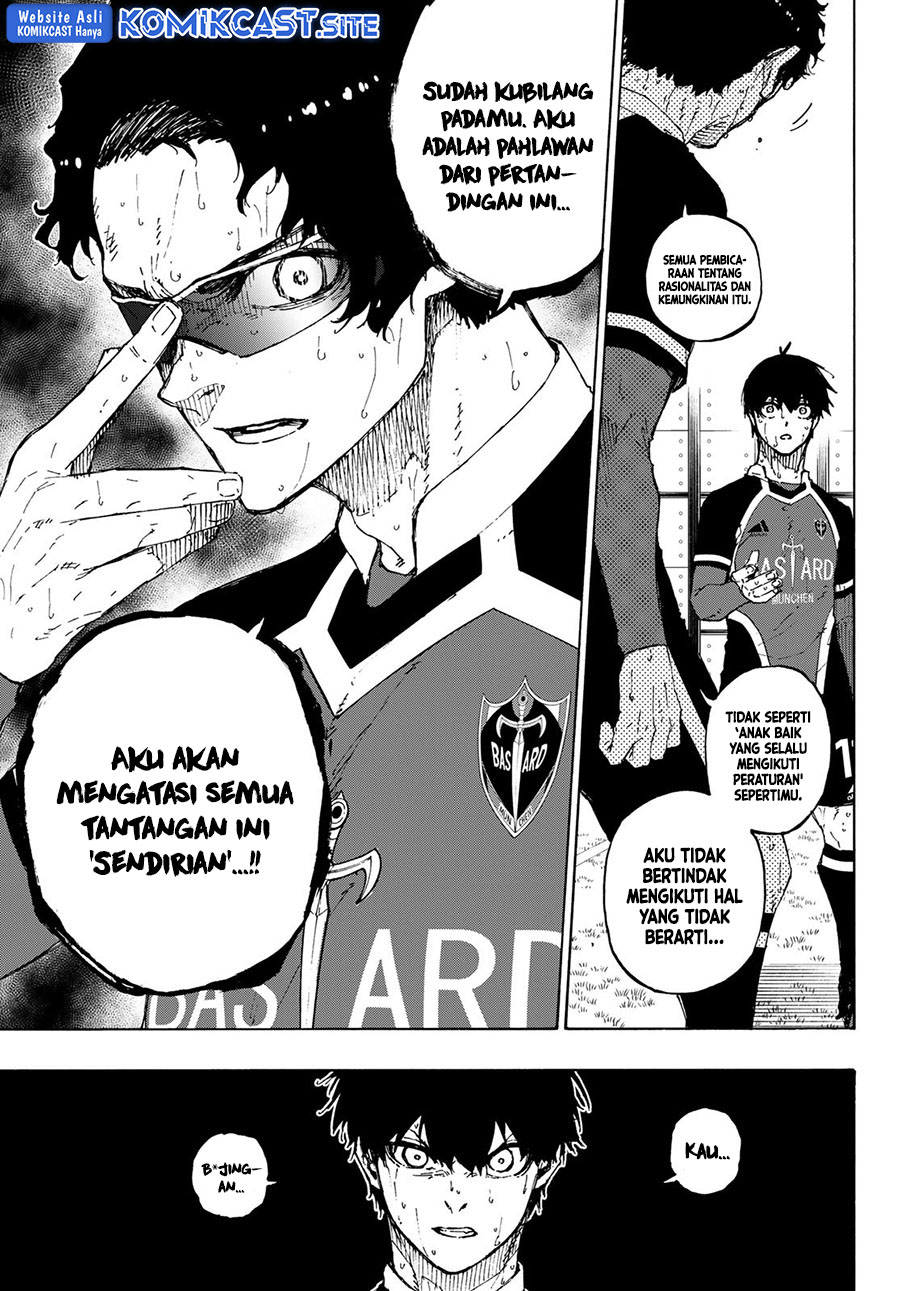 Website Asli
KOMIKCAST Hanya
KOMIKCAST.SITE
SEMUA PEMBICA-
RAAN TENTANG
RASIONALITAS DAN
KEMUNGKINAN ITU.
BASTARD
MÜNCHEN
TIDAK SEPERTI
'ANAK BAIK
YANG SELALU
MENGIKUTI
PERATURAN'
SEPERTIMU.
AKU TIDAK
BERTINDAK
MENGIKUTI HAL
YANG TIDAK
BERARTI...
SUDAH KUBILANG
PADAMU. AKU
ADALAH PAHLAWAN
DARI PERTAN-
DINGAN INI...
AKU AKAN
MENGATASI SEMUA
TANTANGAN INI
'SENDIRIAN'...!!
BASTARD
BASTARD
KAU...
B*JING-
AN...